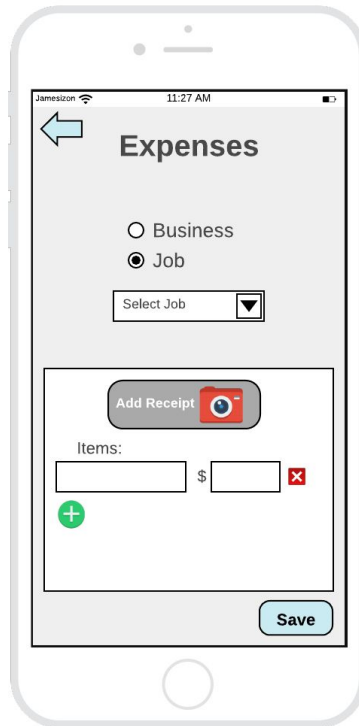 Jamesizon 11:27 AM
Expenses
Business
Job
Select Job
Add Receipt
Items:
$
Save